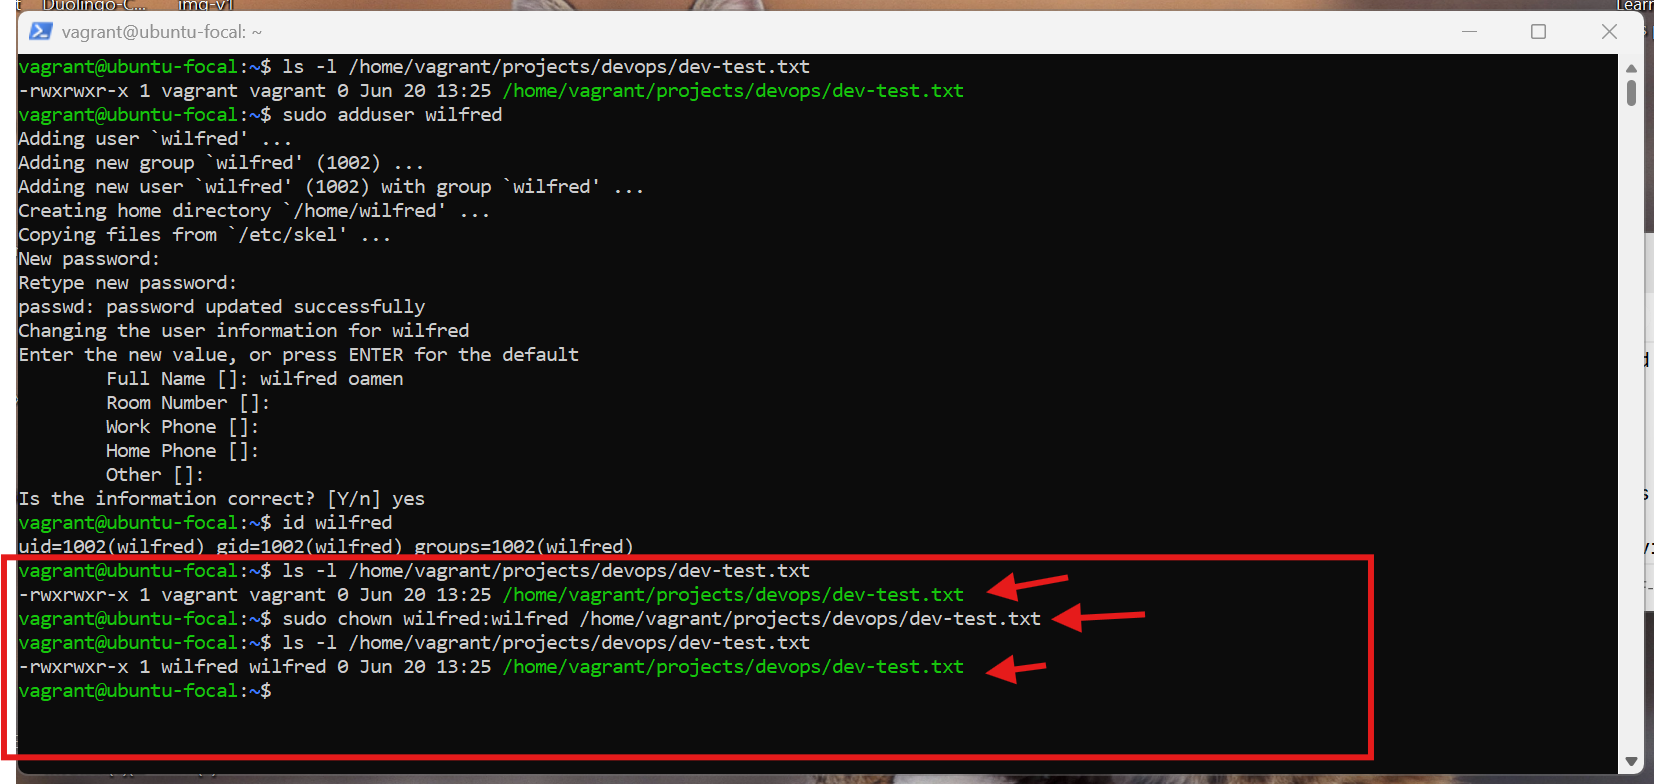 Duolingo-C... img-v1
Learn
vagrant@ubuntu-focal: ~
vagrant@ubuntu-focal:~$ ls -l /home/vagrant/projects/devops/dev-test.txt
-rwxrwxr-x 1 vagrant vagrant 0 Jun 20 13:25 /home/vagrant/projects/devops/dev-test.txt
vagrant@ubuntu-focal:~$ sudo adduser wilfred
Adding user `wilfred' ...
Adding new group `wilfred' (1002) ...
Adding new user `wilfred' (1002) with group `wilfred' ...
Creating home directory `/home/wilfred' ...
Copying files from `/etc/skel' ...
New password:
Retype new password:
passwd: password updated successfully
Changing the user information for wilfred
Enter the new value, or press ENTER for the default
Full Name []: wilfred oamen
Room Number []:
Work Phone []:
Home Phone []:
Other []:
Is the information correct? [Y/n] yes
vagrant@ubuntu-focal:~$ id wilfred
uid=1002(wilfred) gid=1002(wilfred) groups=1002(wilfred)
vagrant@ubuntu-focal:~$ ls -l /home/vagrant/projects/devops/dev-test.txt
-rwxrwxr-x 1 vagrant vagrant 0 Jun 20 13:25 /home/vagrant/projects/devops/dev-test.txt
vagrant@ubuntu-focal:~$ sudo chown wilfred:wilfred /home/vagrant/projects/devops/dev-test.txt
vagrant@ubuntu-focal:~$ ls -l /home/vagrant/projects/devops/dev-test.txt
-rwxrwxr-x 1 wilfred wilfred 0 Jun 20 13:25 /home/vagrant/projects/devops/dev-test.txt
vagrant@ubuntu-focal:~$